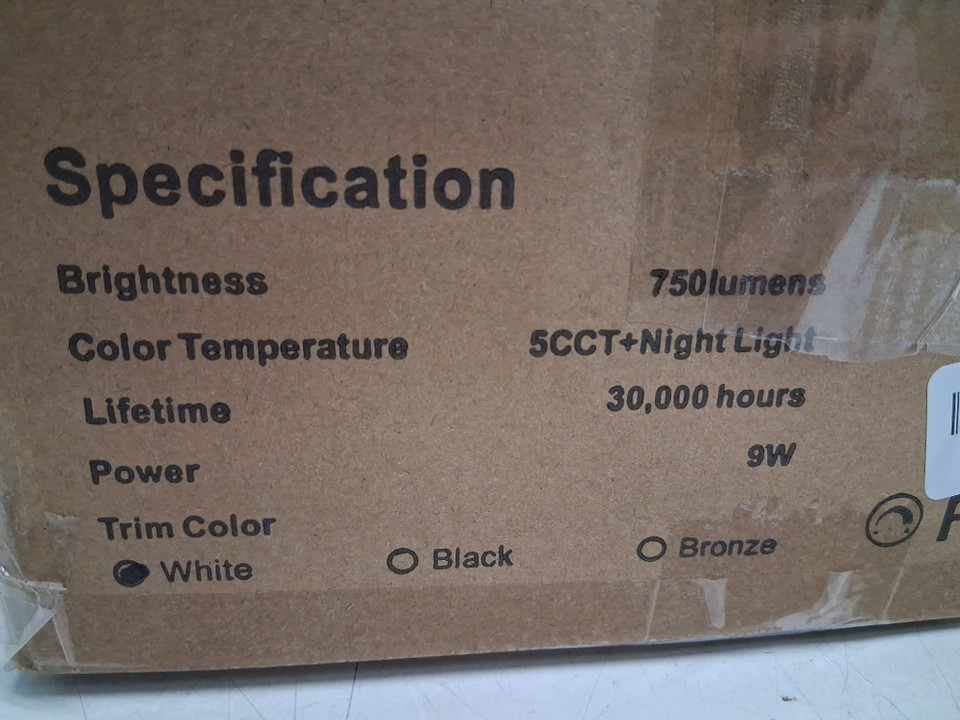 Specification
Brightness 750lumens
Color Temperature 5CCT+Night Light
Lifetime 30,000 hours
Power 9W
Trim Color
White Black Bronze